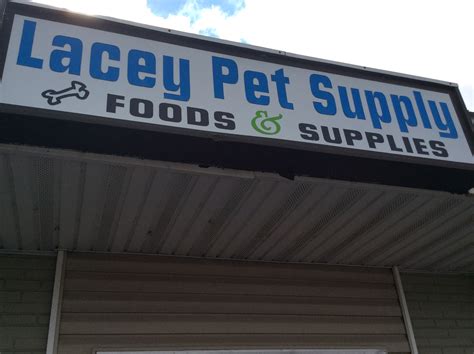 Lacey Pet Supply
FOODS & SUPPLIES